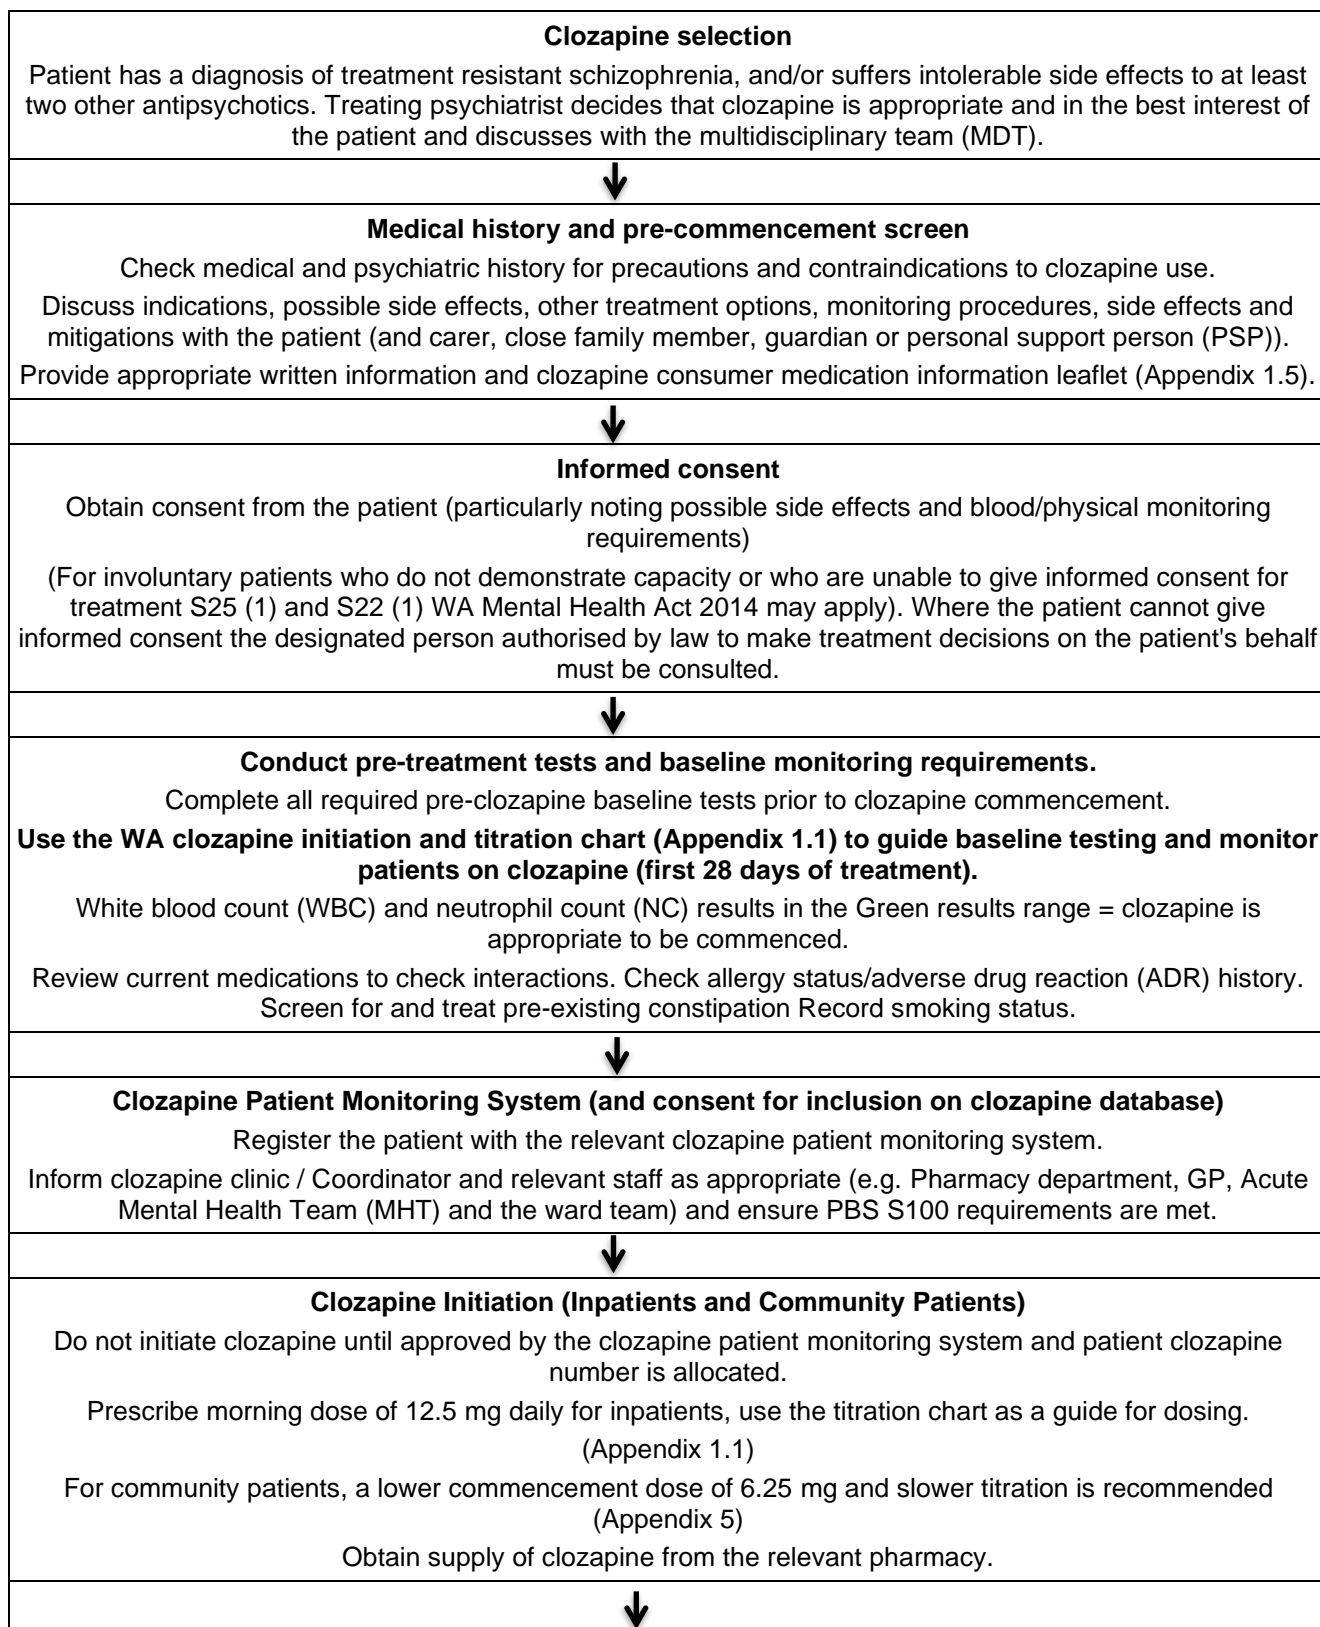 Clozapine selection
Patient has a diagnosis of treatment resistant schizophrenia, and/or suffers intolerable side effects to at least
two other antipsychotics. Treating psychiatrist decides that clozapine is appropriate and in the best interest of
the patient and discusses with the multidisciplinary team (MDT).
Medical history and pre-commencement screen
Check medical and psychiatric history for precautions and contraindications to clozapine use.
Discuss indications, possible side effects, other treatment options, monitoring procedures, side effects and
mitigations with the patient (and carer, close family member, guardian or personal support person (PSP)).
Provide appropriate written information and clozapine consumer medication information leaflet (Appendix 1.5).
Informed consent
Obtain consent from the patient (particularly noting possible side effects and blood/physical monitoring
requirements)
(For involuntary patients who do not demonstrate capacity or who are unable to give informed consent for
treatment S25 (1) and S22 (1) WA Mental Health Act 2014 may apply). Where the patient cannot give
informed consent the designated person authorised by law to make treatment decisions on the patient's behalf
must be consulted.
Conduct pre-treatment tests and baseline monitoring requirements.
Complete all required pre-clozapine baseline tests prior to clozapine commencement.
Use the WA clozapine initiation and titration chart (Appendix 1.1) to guide baseline testing and monitor
patients on clozapine (first 28 days of treatment).
White blood count (WBC) and neutrophil count (NC) results in the Green results range = clozapine is
appropriate to be commenced.
Review current medications to check interactions. Check allergy status/adverse drug reaction (ADR) history.
Screen for and treat pre-existing constipation Record smoking status.
Clozapine Patient Monitoring System (and consent for inclusion on clozapine database)
Register the patient with the relevant clozapine patient monitoring system.
Inform clozapine clinic / Coordinator and relevant staff as appropriate (e.g. Pharmacy department, GP, Acute
Mental Health Team (MHT) and the ward team) and ensure PBS S100 requirements are met.
Clozapine Initiation (Inpatients and Community Patients)
Do not initiate clozapine until approved by the clozapine patient monitoring system and patient clozapine
number is allocated.
Prescribe morning dose of 12.5 mg daily for inpatients, use the titration chart as a guide for dosing.
(Appendix 1.1)
For community patients, a lower commencement dose of 6.25 mg and slower titration is recommended
(Appendix 5)
Obtain supply of clozapine from the relevant pharmacy.